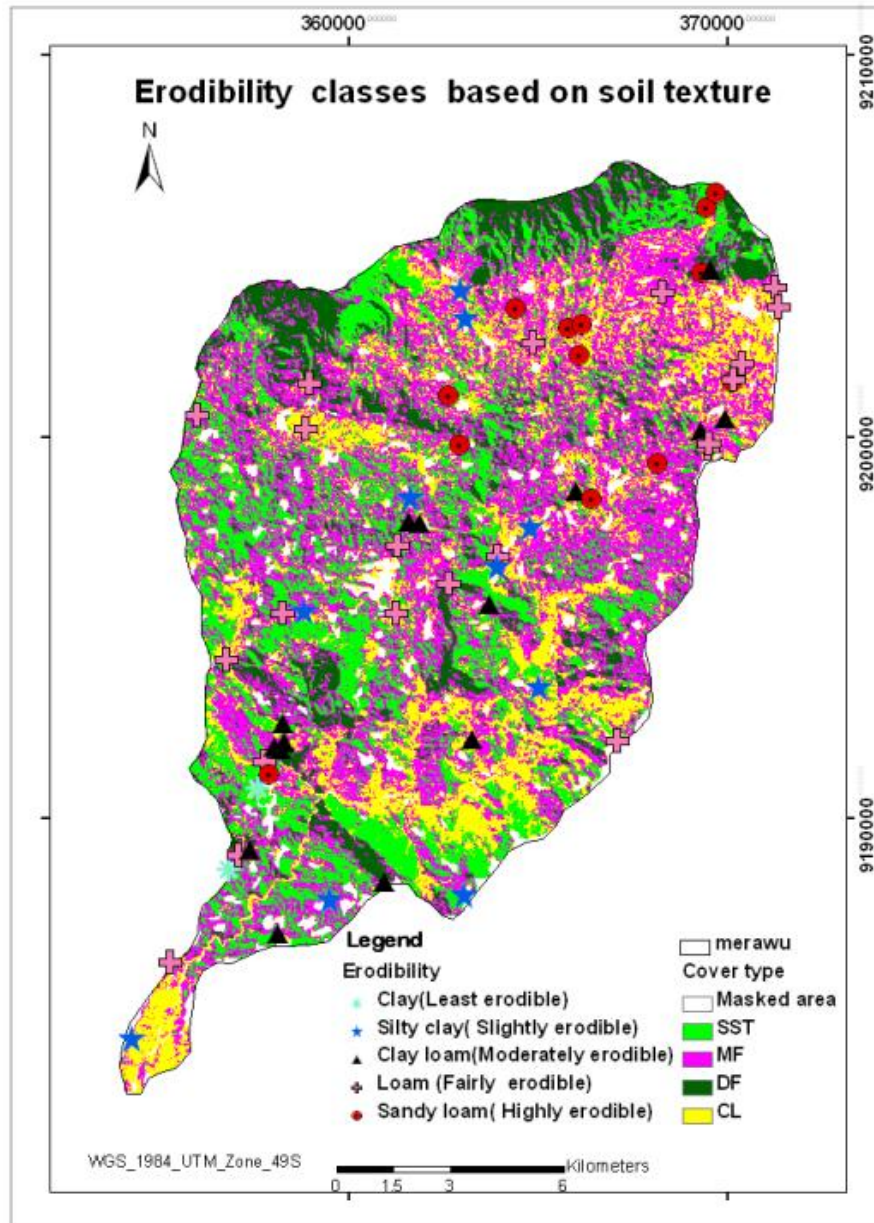 360000
370000
9210000
Erodibility classes based on soil texture
N
9200000
9190000
Legend
Erodibility
Clay(Least erodible)
Silty clay( Slightly erodible)
Clay loam(Moderately erodible)
Loam (Fairly erodible)
Sandy loam( Highly erodible)
merawu
Cover type
Masked area
SST
MF
DF
CL
WGS_1984_UTM_Zone_49S
Kilometers
0 1.5 3 6